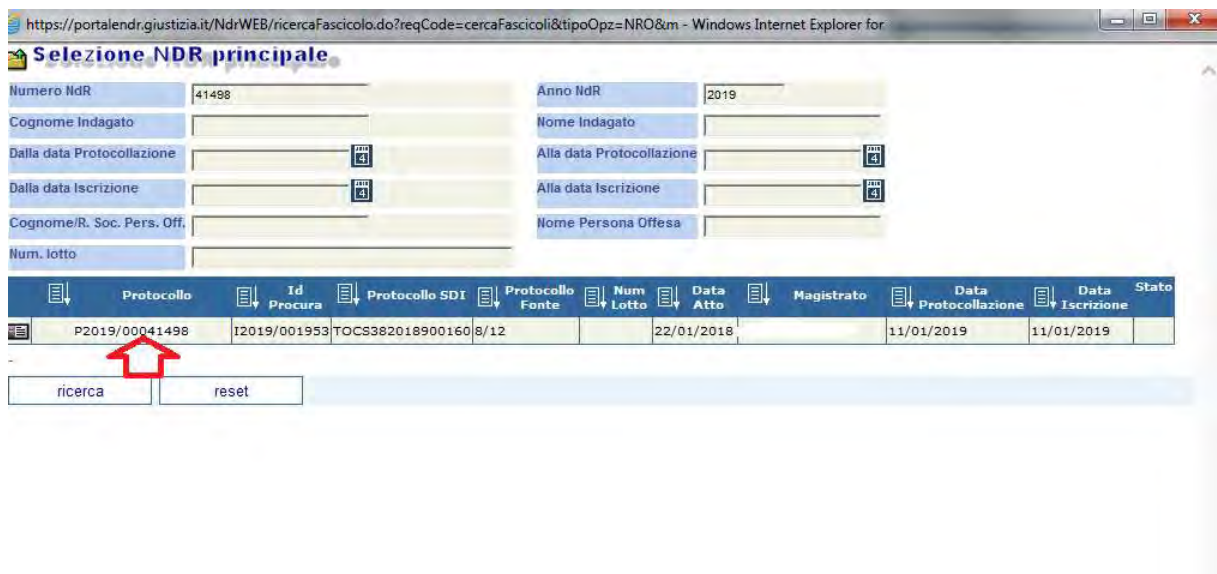 https://portalendr.giustizia.it/NdrWEB/ricercaFascicolo.do?reqCode=cercaFascicoli&tipoOpz=NRO&m - Windows Internet Explorer for
Selezione NDR principale
Numero NdR 41498 Anno NdR 2019
Cognome Indagato Nome Indagato
Dalla data Protocollazione 4 Alla data Protocollazione 4
Dalla data Iscrizione 4 Alla data Iscrizione 4
Cognome/R. Soc. Pers. Off. Nome Persona Offesa
Num. lotto
Protocollo Id Procura Protocollo SDI Protocollo Fonte Num Lotto Data Atto Magistrato Data Protocollazione Data Iscrizione Stato
P2019/00041498 I2019/001953 TOCS382018900160 8/12 22/01/2018 11/01/2019 11/01/2019
ricerca reset